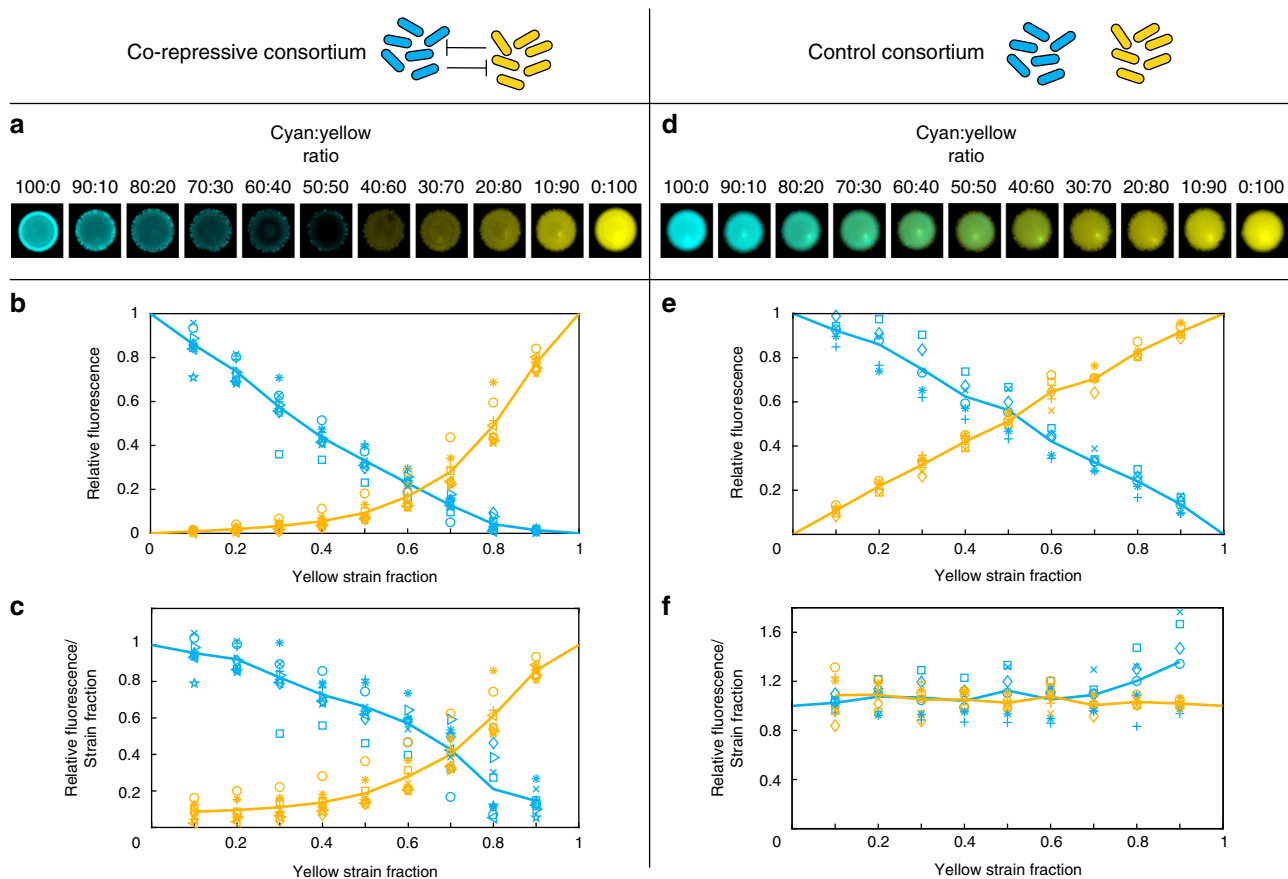 Co-repressive consortium
Control consortium
a
Cyan:yellow
ratio
100:0 90:10 80:20 70:30 60:40 50:50 40:60 30:70 20:80 10:90 0:100
d
Cyan:yellow
ratio
100:0 90:10 80:20 70:30 60:40 50:50 40:60 30:70 20:80 10:90 0:100
b
Relative fluorescence
1
0.8
0.6
0.4
0.2
0
0 0.2 0.4 0.6 0.8 1
Yellow strain fraction
e
Relative fluorescence
1
0.8
0.6
0.4
0.2
0
0 0.2 0.4 0.6 0.8 1
Yellow strain fraction
c
Relative fluorescence/
Strain fraction
1
0.8
0.6
0.4
0.2
0 0.2 0.4 0.6 0.8 1
Yellow strain fraction
f
Relative fluorescence/
Strain fraction
1.6
1.2
0.8
0.4
0 0.2 0.4 0.6 0.8 1
Yellow strain fraction